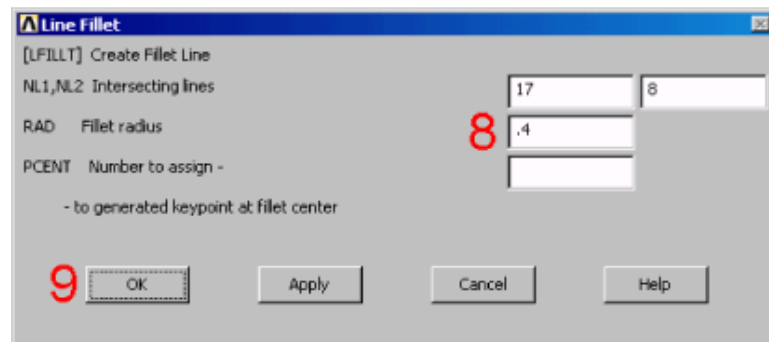 Line Fillet
[LFILLT] Create Fillet Line
NL1,NL2 Intersecting lines 17 8
RAD Fillet radius 8 .4
PCENT Number to assign -
- to generated keypoint at fillet center
9 OK Apply Cancel Help